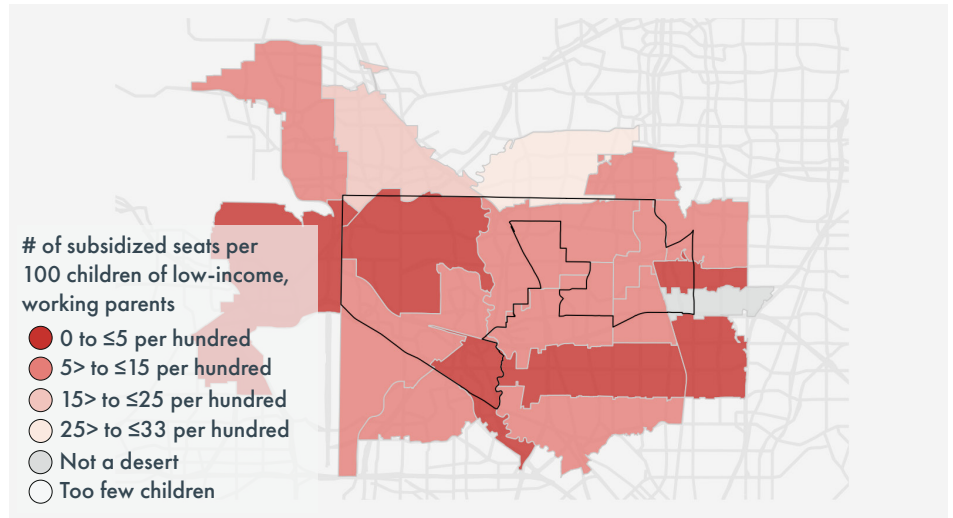 # of subsidized seats per
100 children of low-income,
working parents
0 to ≤5 per hundred
5> to ≤15 per hundred
15> to ≤25 per hundred
25> to ≤33 per hundred
Not a desert
Too few children